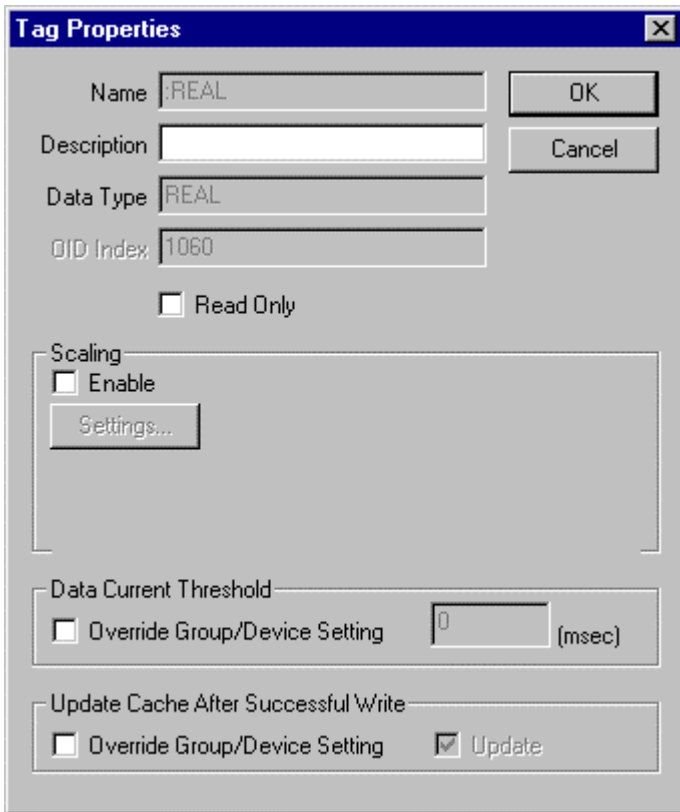 Tag Properties
Name :REAL OK
Description Cancel
Data Type REAL
OID Index 1060
Read Only
Scaling
Enable
Settings...
Data Current Threshold
Override Group/Device Setting 0 (msec)
Update Cache After Successful Write
Override Group/Device Setting Update